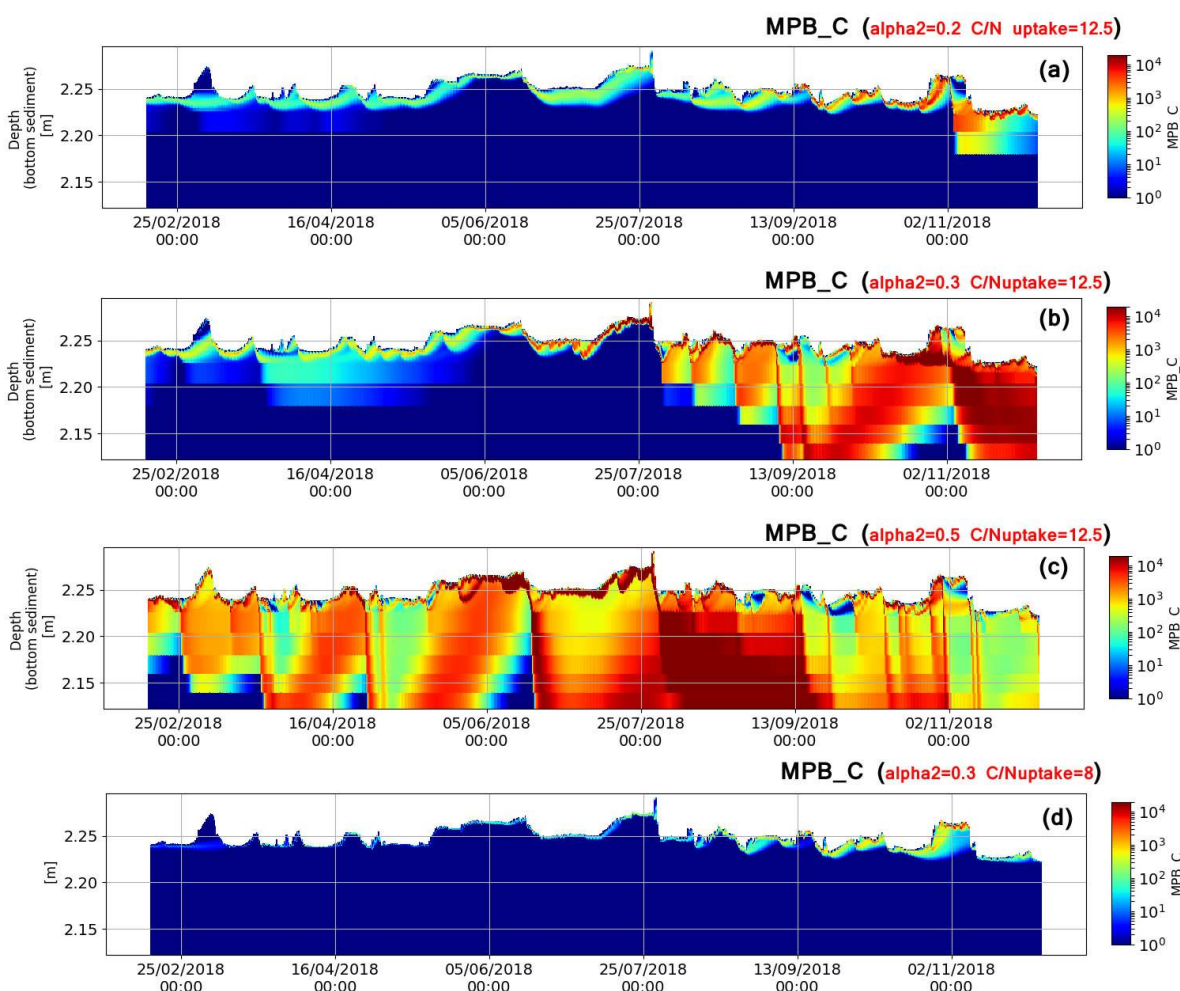 MPB_C (alpha2=0.2 C/N uptake=12.5)
(a)
Depth
(bottom sediment)
[m]
2.25
2.20
2.15
25/02/2018 16/04/2018 05/06/2018 25/07/2018 13/09/2018 02/11/2018
00:00 00:00 00:00 00:00 00:00 00:00
10^4
10^3
10^2
10^1
10^0
MPB_C
MPB_C (alpha2=0.3 C/Nuptake=12.5)
(b)
Depth
(bottom sediment)
[m]
2.25
2.20
2.15
25/02/2018 16/04/2018 05/06/2018 25/07/2018 13/09/2018 02/11/2018
00:00 00:00 00:00 00:00 00:00 00:00
10^4
10^3
10^2
10^1
10^0
MPB_C
MPB_C (alpha2=0.5 C/Nuptake=12.5)
(c)
Depth
(bottom sediment)
[m]
2.25
2.20
2.15
25/02/2018 16/04/2018 05/06/2018 25/07/2018 13/09/2018 02/11/2018
00:00 00:00 00:00 00:00 00:00 00:00
10^4
10^3
10^2
10^1
10^0
MPB_C
MPB_C (alpha2=0.3 C/Nuptake=8)
(d)
[m]
2.25
2.20
2.15
25/02/2018 16/04/2018 05/06/2018 25/07/2018 13/09/2018 02/11/2018
00:00 00:00 00:00 00:00 00:00 00:00
10^4
10^3
10^2
10^1
10^0
MPB_C